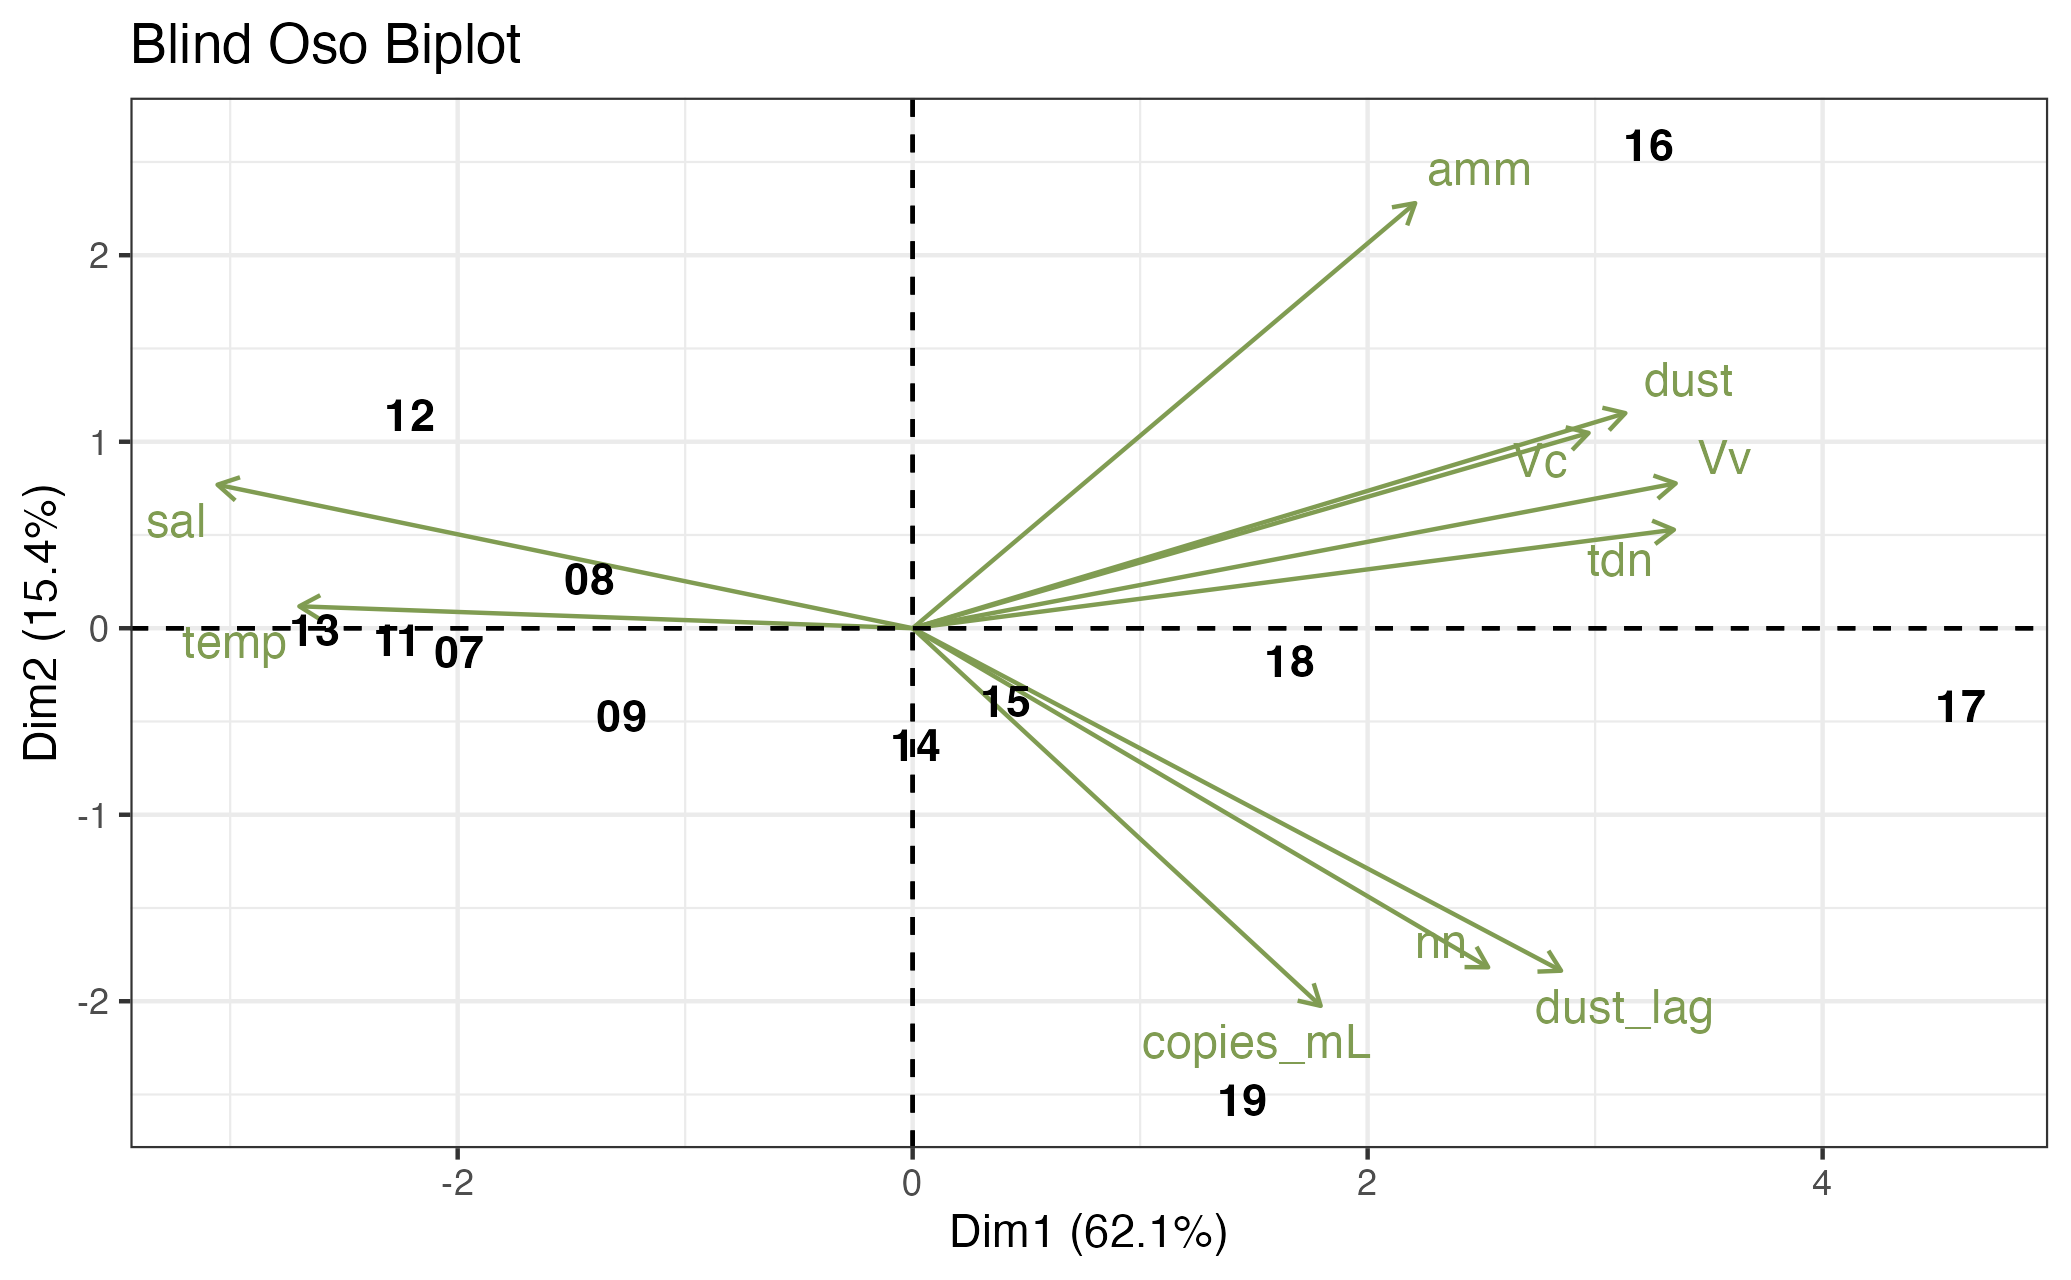 Blind Oso Biplot
16
amm
2
dust
12
1
Vc
Vv
sal
tdn
08
0
temp
13
11
07
18
15
17
09
14
-1
nn
-2
dust_lag
copies_mL
19
-2
0
2
4
Dim1 (62.1%)
Dim2 (15.4%)